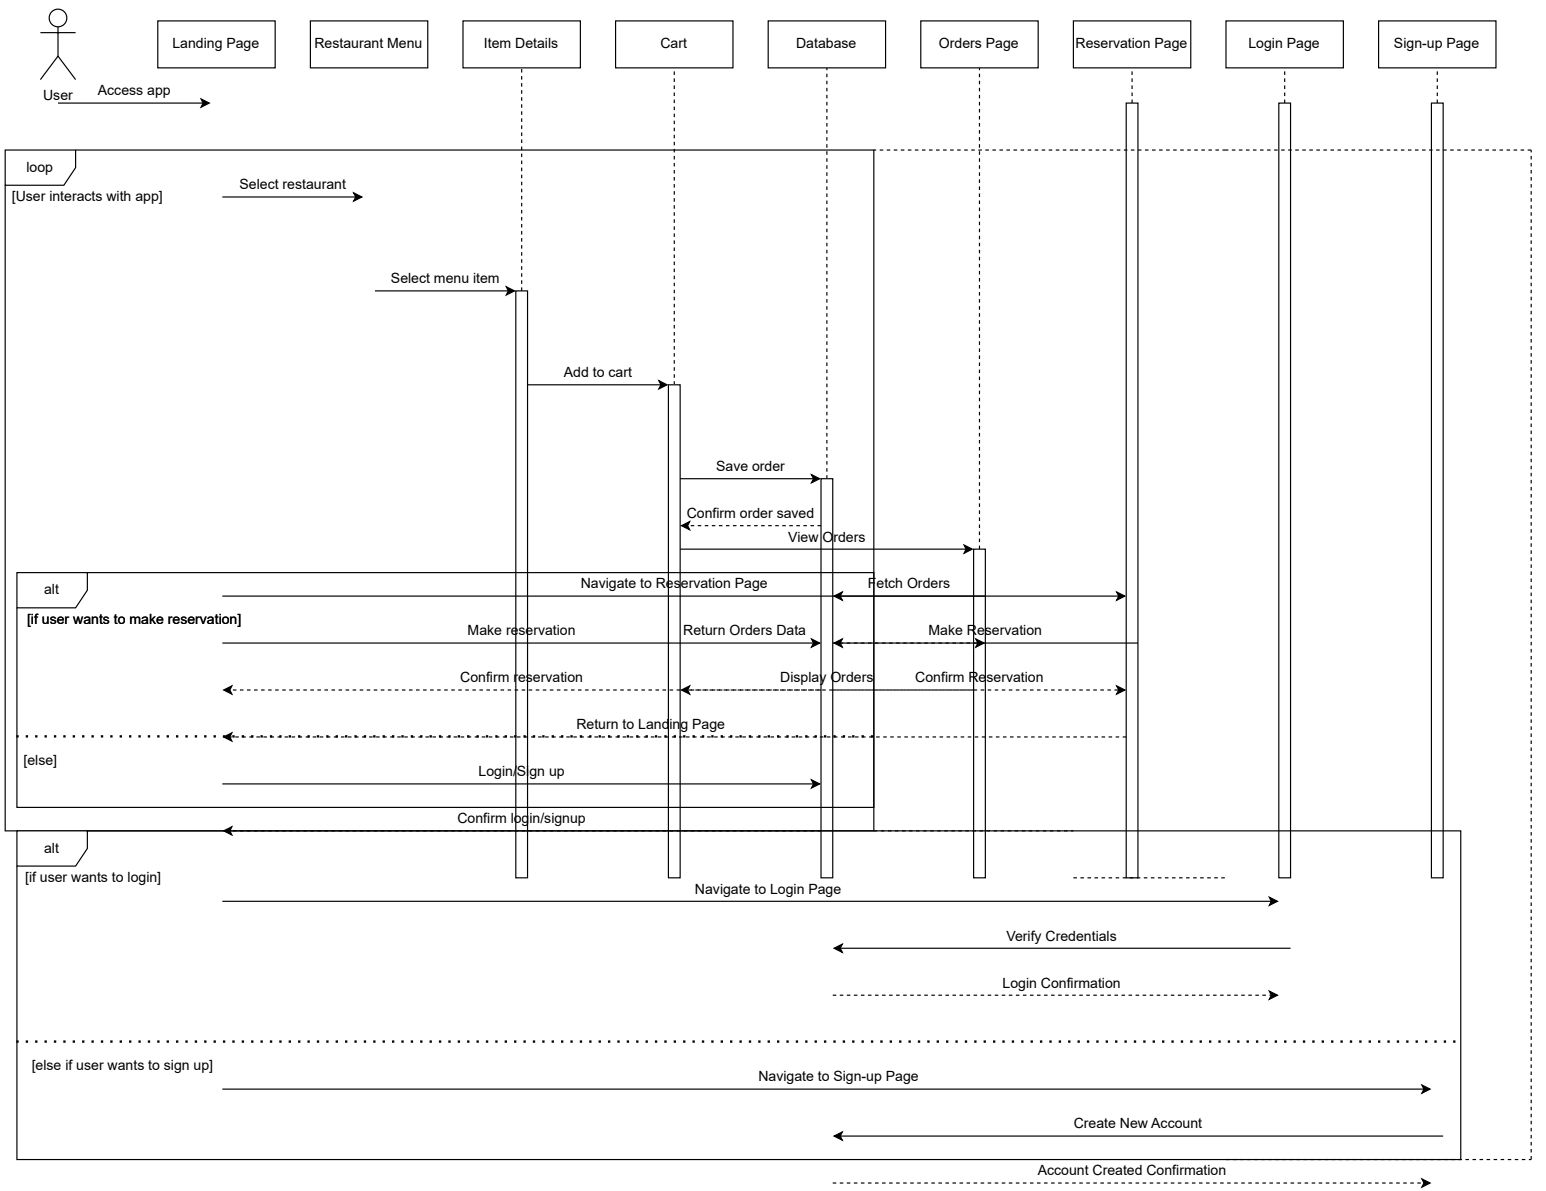 Landing Page
Restaurant Menu
Item Details
Cart
Database
Orders Page
Reservation Page
Login Page
Sign-up Page
User
Access app
loop
[User interacts with app]
Select restaurant
Select menu item
Add to cart
Save order
Confirm order saved
View Orders
alt
Navigate to Reservation Page
Fetch Orders
[if user wants to make reservation]
Make reservation
Return Orders Data
Make Reservation
Confirm reservation
Display Orders
Confirm Reservation
Return to Landing Page
[else]
Login/Sign up
Confirm login/signup
alt
[if user wants to login]
Navigate to Login Page
Verify Credentials
Login Confirmation
[else if user wants to sign up]
Navigate to Sign-up Page
Create New Account
Account Created Confirmation